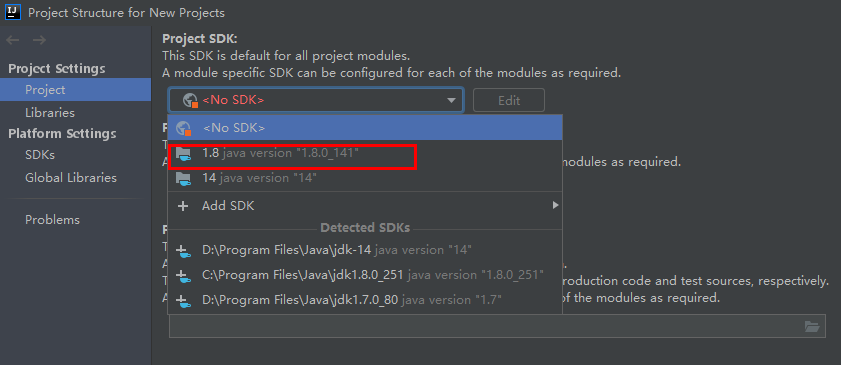 Project Structure for New Projects
Project Settings
Project
Libraries
Platform Settings
SDKs
Global Libraries
Problems
Project SDK:
This SDK is default for all project modules.
A module specific SDK can be configured for each of the modules as required.
<No SDK>
Edit
<No SDK>
1.8 java version "1.8.0_141"
14 java version "14"
modules as required.
Add SDK
Detected SDKs
D:\Program Files\Java\jdk-14 java version "14"
C:\Program Files\Java\jdk1.8.0_251 java version "1.8.0_251"
roduction code and test sources, respectively.
D:\Program Files\Java\jdk1.7.0_80 java version "1.7"
of the modules as required.